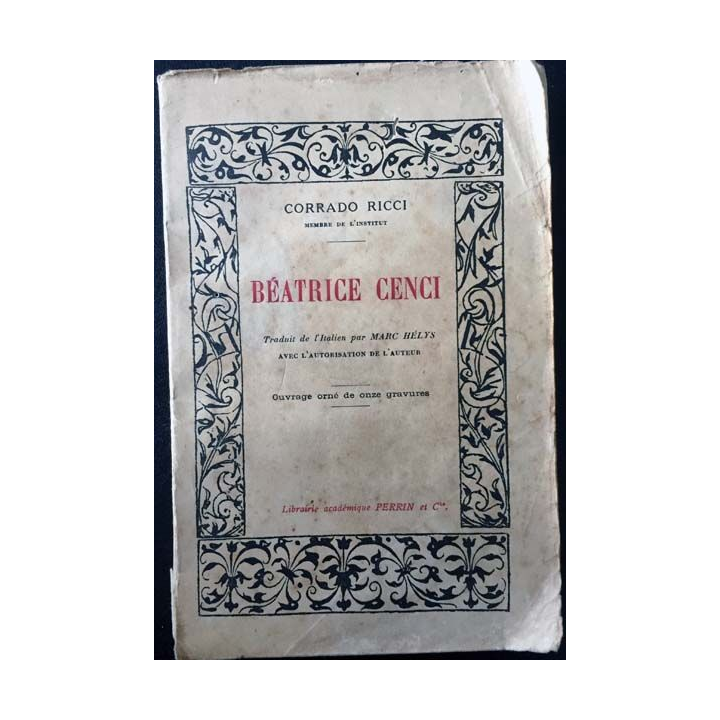 CORRADO RICCI
MEMBRE DE L'INSTITUT
BÉATRICE CENCI
Traduit de l'Italien par MARC HÉLYS
AVEC L'AUTORISATION DE L'AUTEUR
Ouvrage orné de onze gravures
Librairie académique PERRIN et Cie.